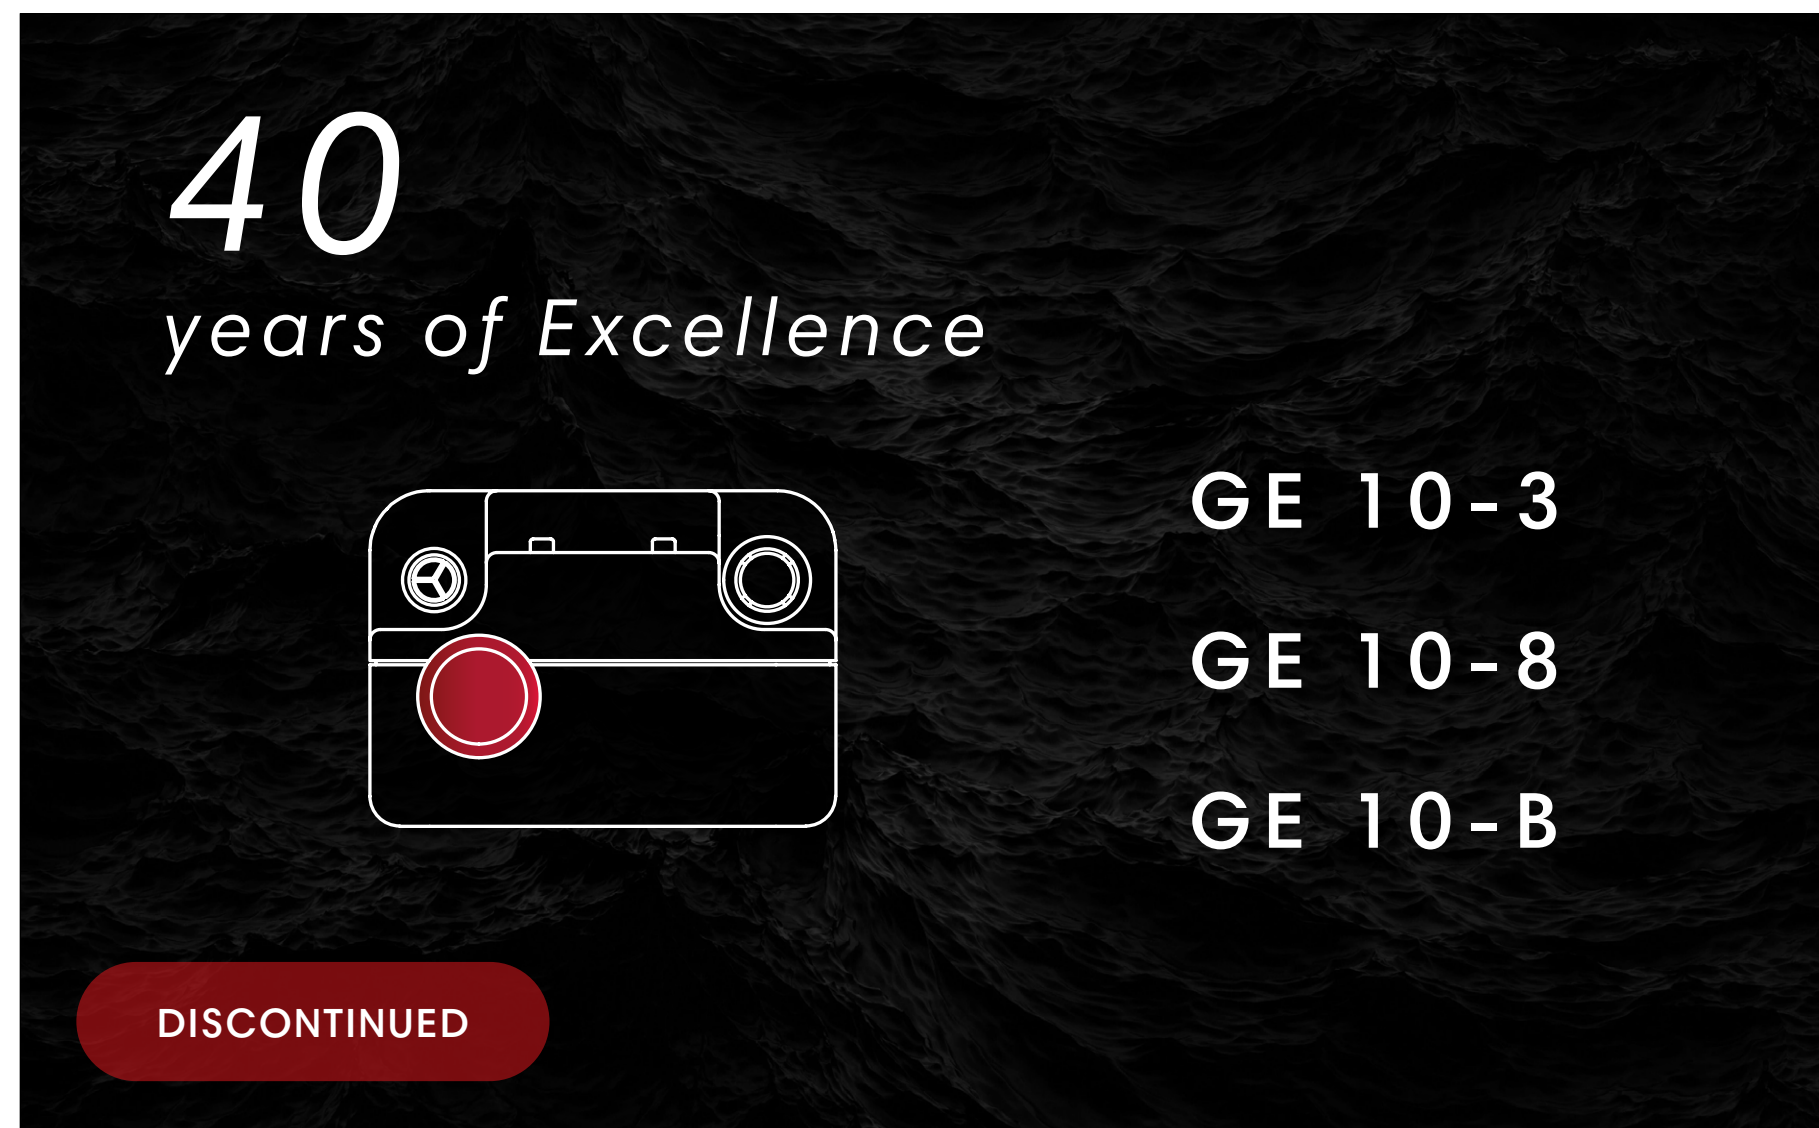 40
years of Excellence
GE 10-3
GE 10-8
GE 10-B
DISCONTINUED